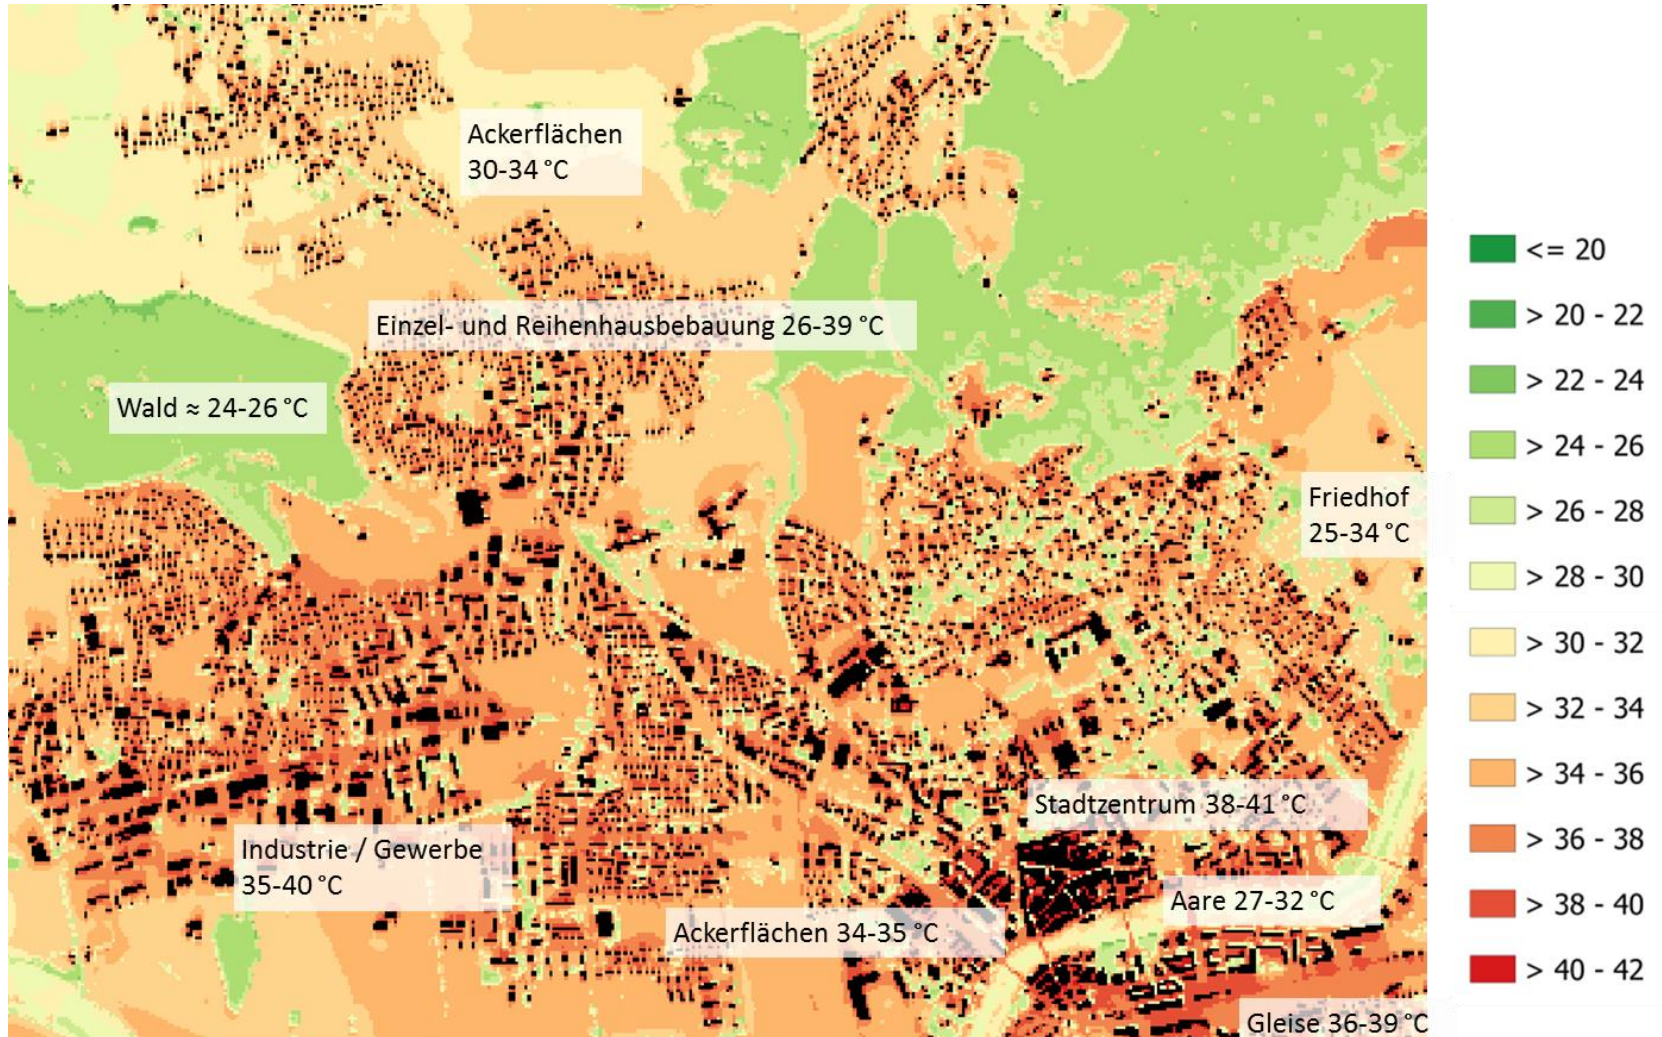 Ackerflächen
30-34 °C
Einzel- und Reihenhausbebauung 26-39 °C
Wald ≈ 24-26 °C
Friedhof
25-34 °C
Stadtzentrum 38-41 °C
Industrie / Gewerbe
35-40 °C
Aare 27-32 °C
Ackerflächen 34-35 °C
Gleise 36-39 °C
<= 20
> 20 - 22
> 22 - 24
> 24 - 26
> 26 - 28
> 28 - 30
> 30 - 32
> 32 - 34
> 34 - 36
> 36 - 38
> 38 - 40
> 40 - 42